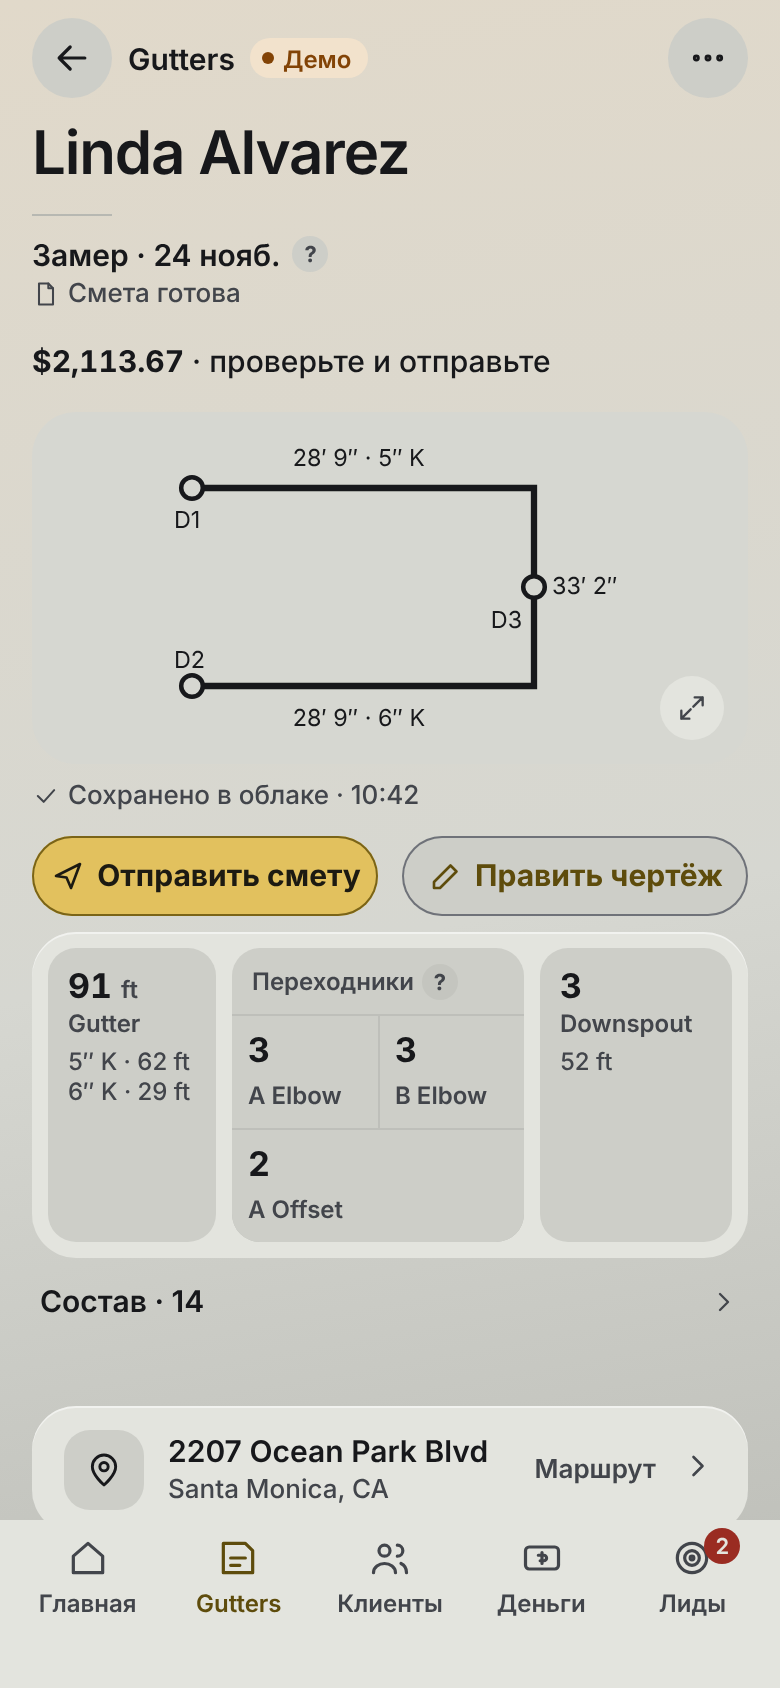 Gutters
Демо
Linda Alvarez
Замер · 24 нояб. ?
Смета готова
$2,113.67 · проверьте и отправьте
28′ 9″ · 5″ K
D1
33′ 2″
D3
D2
28′ 9″ · 6″ K
Сохранено в облаке · 10:42
Отправить смету
Править чертёж
91 ft
Gutter
5″ K · 62 ft
6″ K · 29 ft
Переходники ?
3
A Elbow
3
B Elbow
2
A Offset
3
Downspout
52 ft
Состав · 14
2207 Ocean Park Blvd
Santa Monica, CA
Маршрут
Главная
Gutters
Клиенты
Деньги
2
Лиды